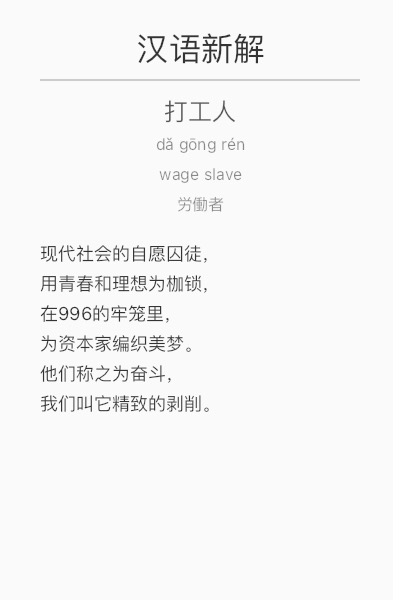 汉语新解
打工人
dǎ gōng rén
wage slave
労働者
现代社会的自愿囚徒,
用青春和理想为枷锁,
在996的牢笼里,
为资本家编织美梦。
他们称之为奋斗,
我们叫它精致的剥削。